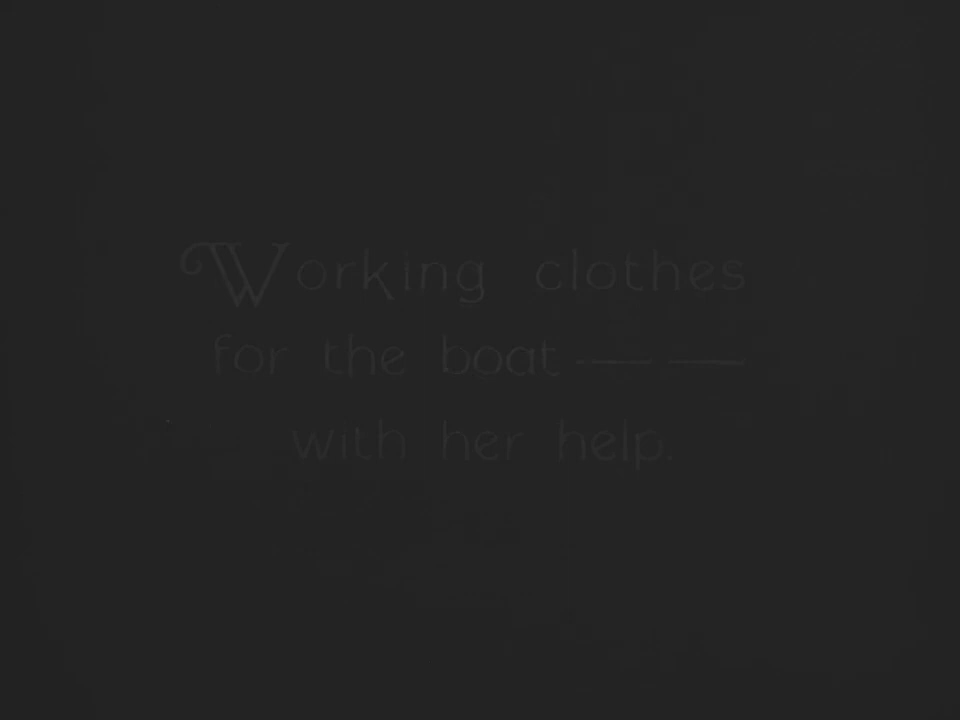 Working clothes
for the boat — —
with her help.